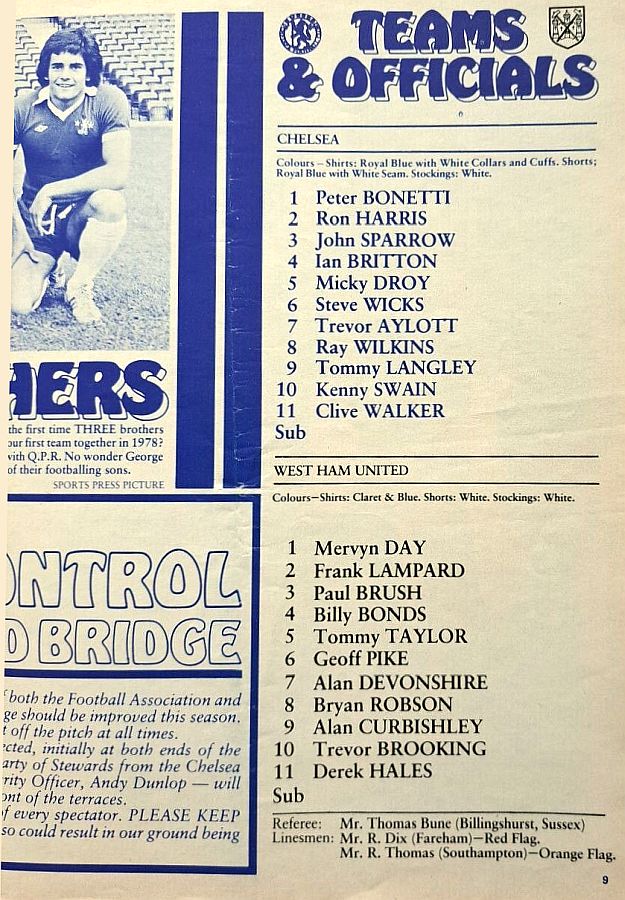 HERS
the first time THREE brothers
our first team together in 1978?
with Q.P.R. No wonder George
of their footballing sons.
SPORTS PRESS PICTURE
ONTROL
D BRIDGE
both the Football Association and
ge should be improved this season.
t off the pitch at all times.
ected, initially at both ends of the
arty of Stewards from the Chelsea
rity Officer, Andy Dunlop — will
ont of the terraces.
of every spectator. PLEASE KEEP
so could result in our ground being
TEAMS
& OFFICIALS
CHELSEA
Colours – Shirts: Royal Blue with White Collars and Cuffs. Shorts;
Royal Blue with White Seam. Stockings: White.
1 Peter BONETTI
2 Ron HARRIS
3 John SPARROW
4 Ian BRITTON
5 Micky DROY
6 Steve WICKS
7 Trevor AYLOTT
8 Ray WILKINS
9 Tommy LANGLEY
10 Kenny SWAIN
11 Clive WALKER
Sub
WEST HAM UNITED
Colours—Shirts: Claret & Blue. Shorts: White. Stockings: White.
1 Mervyn DAY
2 Frank LAMPARD
3 Paul BRUSH
4 Billy BONDS
5 Tommy TAYLOR
6 Geoff PIKE
7 Alan DEVONSHIRE
8 Bryan ROBSON
9 Alan CURBISHLEY
10 Trevor BROOKING
11 Derek HALES
Sub
Referee: Mr. Thomas Bune (Billingshurst, Sussex)
Linesmen: Mr. R. Dix (Fareham)—Red Flag.
Mr. R. Thomas (Southampton)—Orange Flag.
9